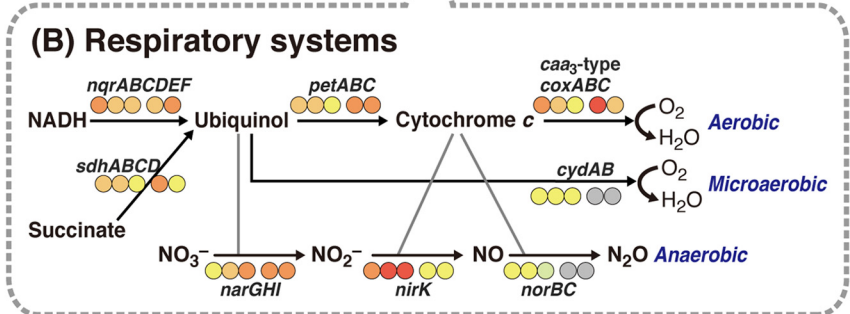 (B) Respiratory systems
caa₃-type
nqrABCDEF petABC coxABC
NADH Ubiquinol Cytochrome c O₂
H₂O Aerobic
sdhABCD cydAB O₂
H₂O Microaerobic
Succinate
NO₃⁻ NO₂⁻ NO N₂O Anaerobic
narGHI nirK norBC